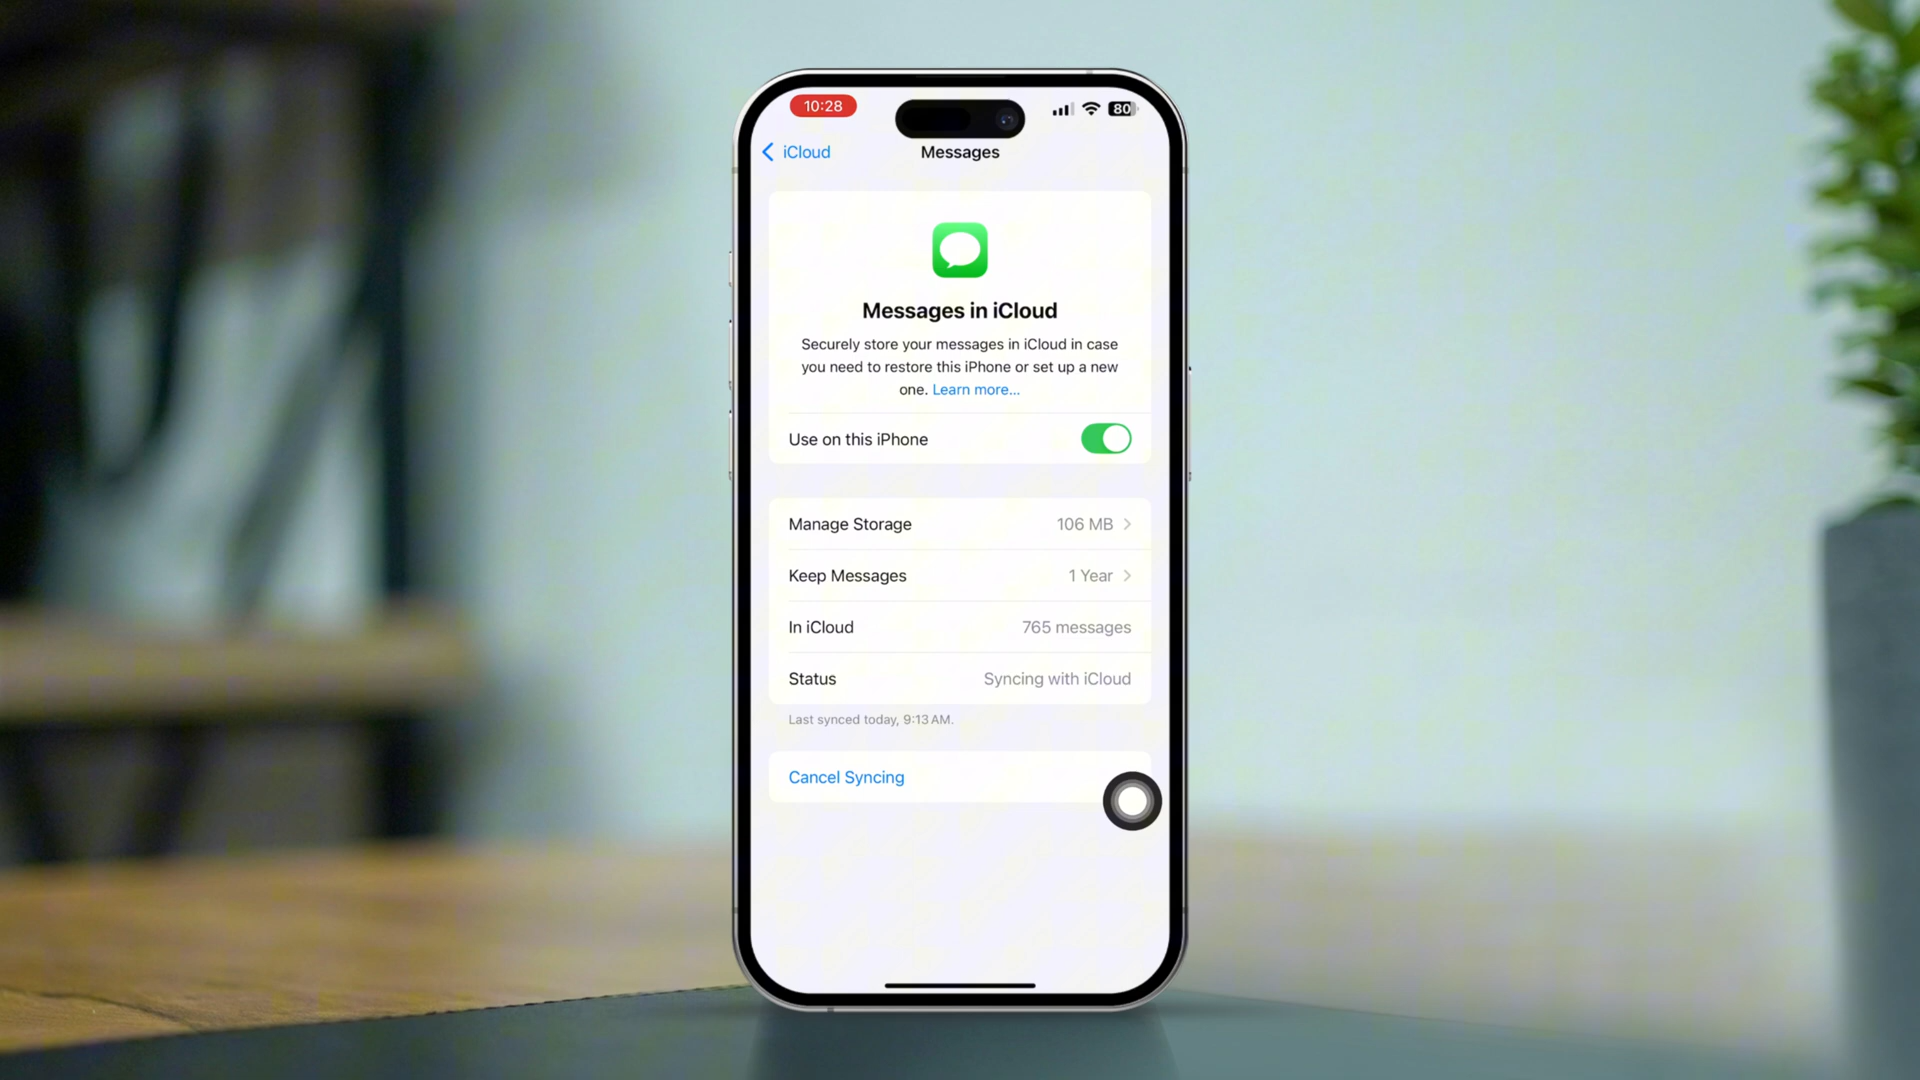 10:28
80
iCloud
Messages
Messages in iCloud
Securely store your messages in iCloud in case
you need to restore this iPhone or set up a new
one. Learn more...
Use on this iPhone
Manage Storage 106 MB
Keep Messages 1 Year
In iCloud 765 messages
Status Syncing with iCloud
Last synced today, 9:13 AM.
Cancel Syncing